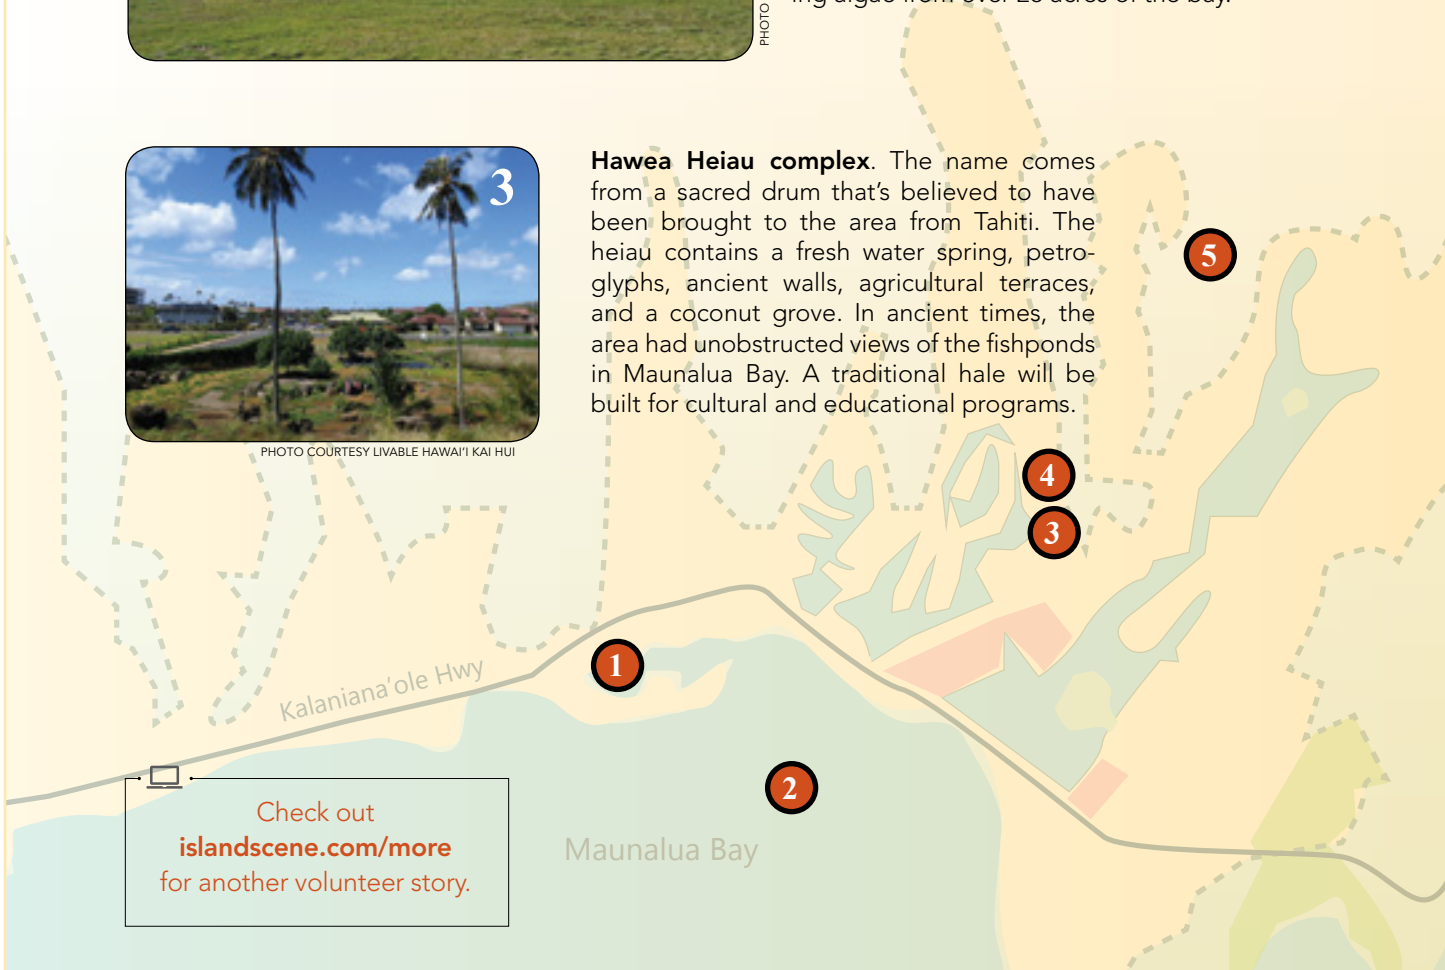 of the bay.
PHOTO
3
Hawea Heiau complex. The name comes
from a sacred drum that's believed to have
been brought to the area from Tahiti. The
heiau contains a fresh water spring, petro-
glyphs, ancient walls, agricultural terraces,
and a coconut grove. In ancient times, the
area had unobstructed views of the fishponds
in Maunalua Bay. A traditional hale will be
built for cultural and educational programs.
PHOTO COURTESY LIVABLE HAWAI'I KAI HUI
5
4
3
1
Kalaniana'ole Hwy
2
Maunalua Bay
Check out
islandscene.com/more
for another volunteer story.